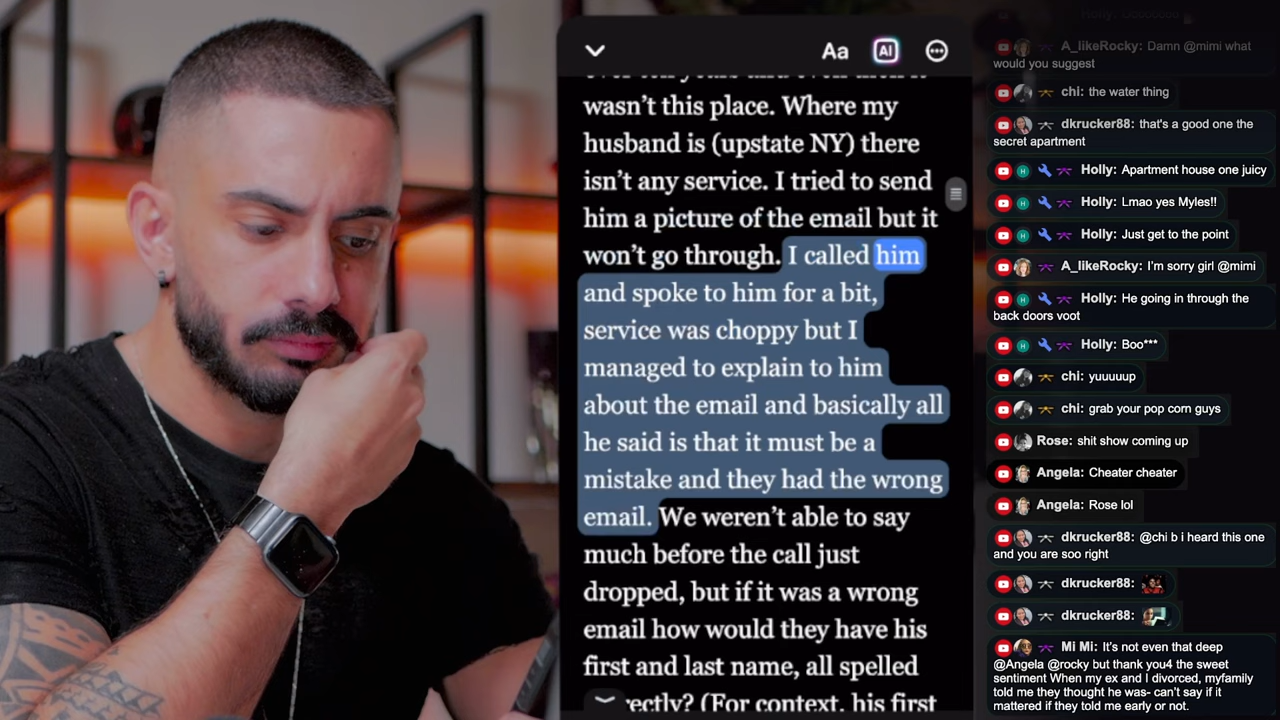 Aa
AI
wasn't this place. Where my
husband is (upstate NY) there
isn't any service. I tried to send
him a picture of the email but it
won't go through. I called him
and spoke to him for a bit,
service was choppy but I
managed to explain to him
about the email and basically all
he said is that it must be a
mistake and they had the wrong
email. We weren't able to say
much before the call just
dropped, but if it was a wrong
email how would they have his
first and last name, all spelled
(For context, his first
Holly:
A_likeRocky: Damn @mimi what
would you suggest
chi: the water thing
dkrucker88: that's a good one the
secret apartment
H Holly: Apartment house one juicy
H Holly: Lmao yes Myles!!
H Holly: Just get to the point
A_likeRocky: I'm sorry girl @mimi
H Holly: He going in through the
back doors voot
H Holly: Boo***
chi: yuuuuup
chi: grab your pop corn guys
Rose: shit show coming up
Angela: Cheater cheater
Angela: Rose lol
dkrucker88: @chi b i heard this one
and you are soo right
dkrucker88:
dkrucker88:
Mi Mi: It's not even that deep
@Angela @rocky but thank you4 the sweet
sentiment When my ex and I divorced, myfamily
told me they thought he was- can't say if it
mattered if they told me early or not.